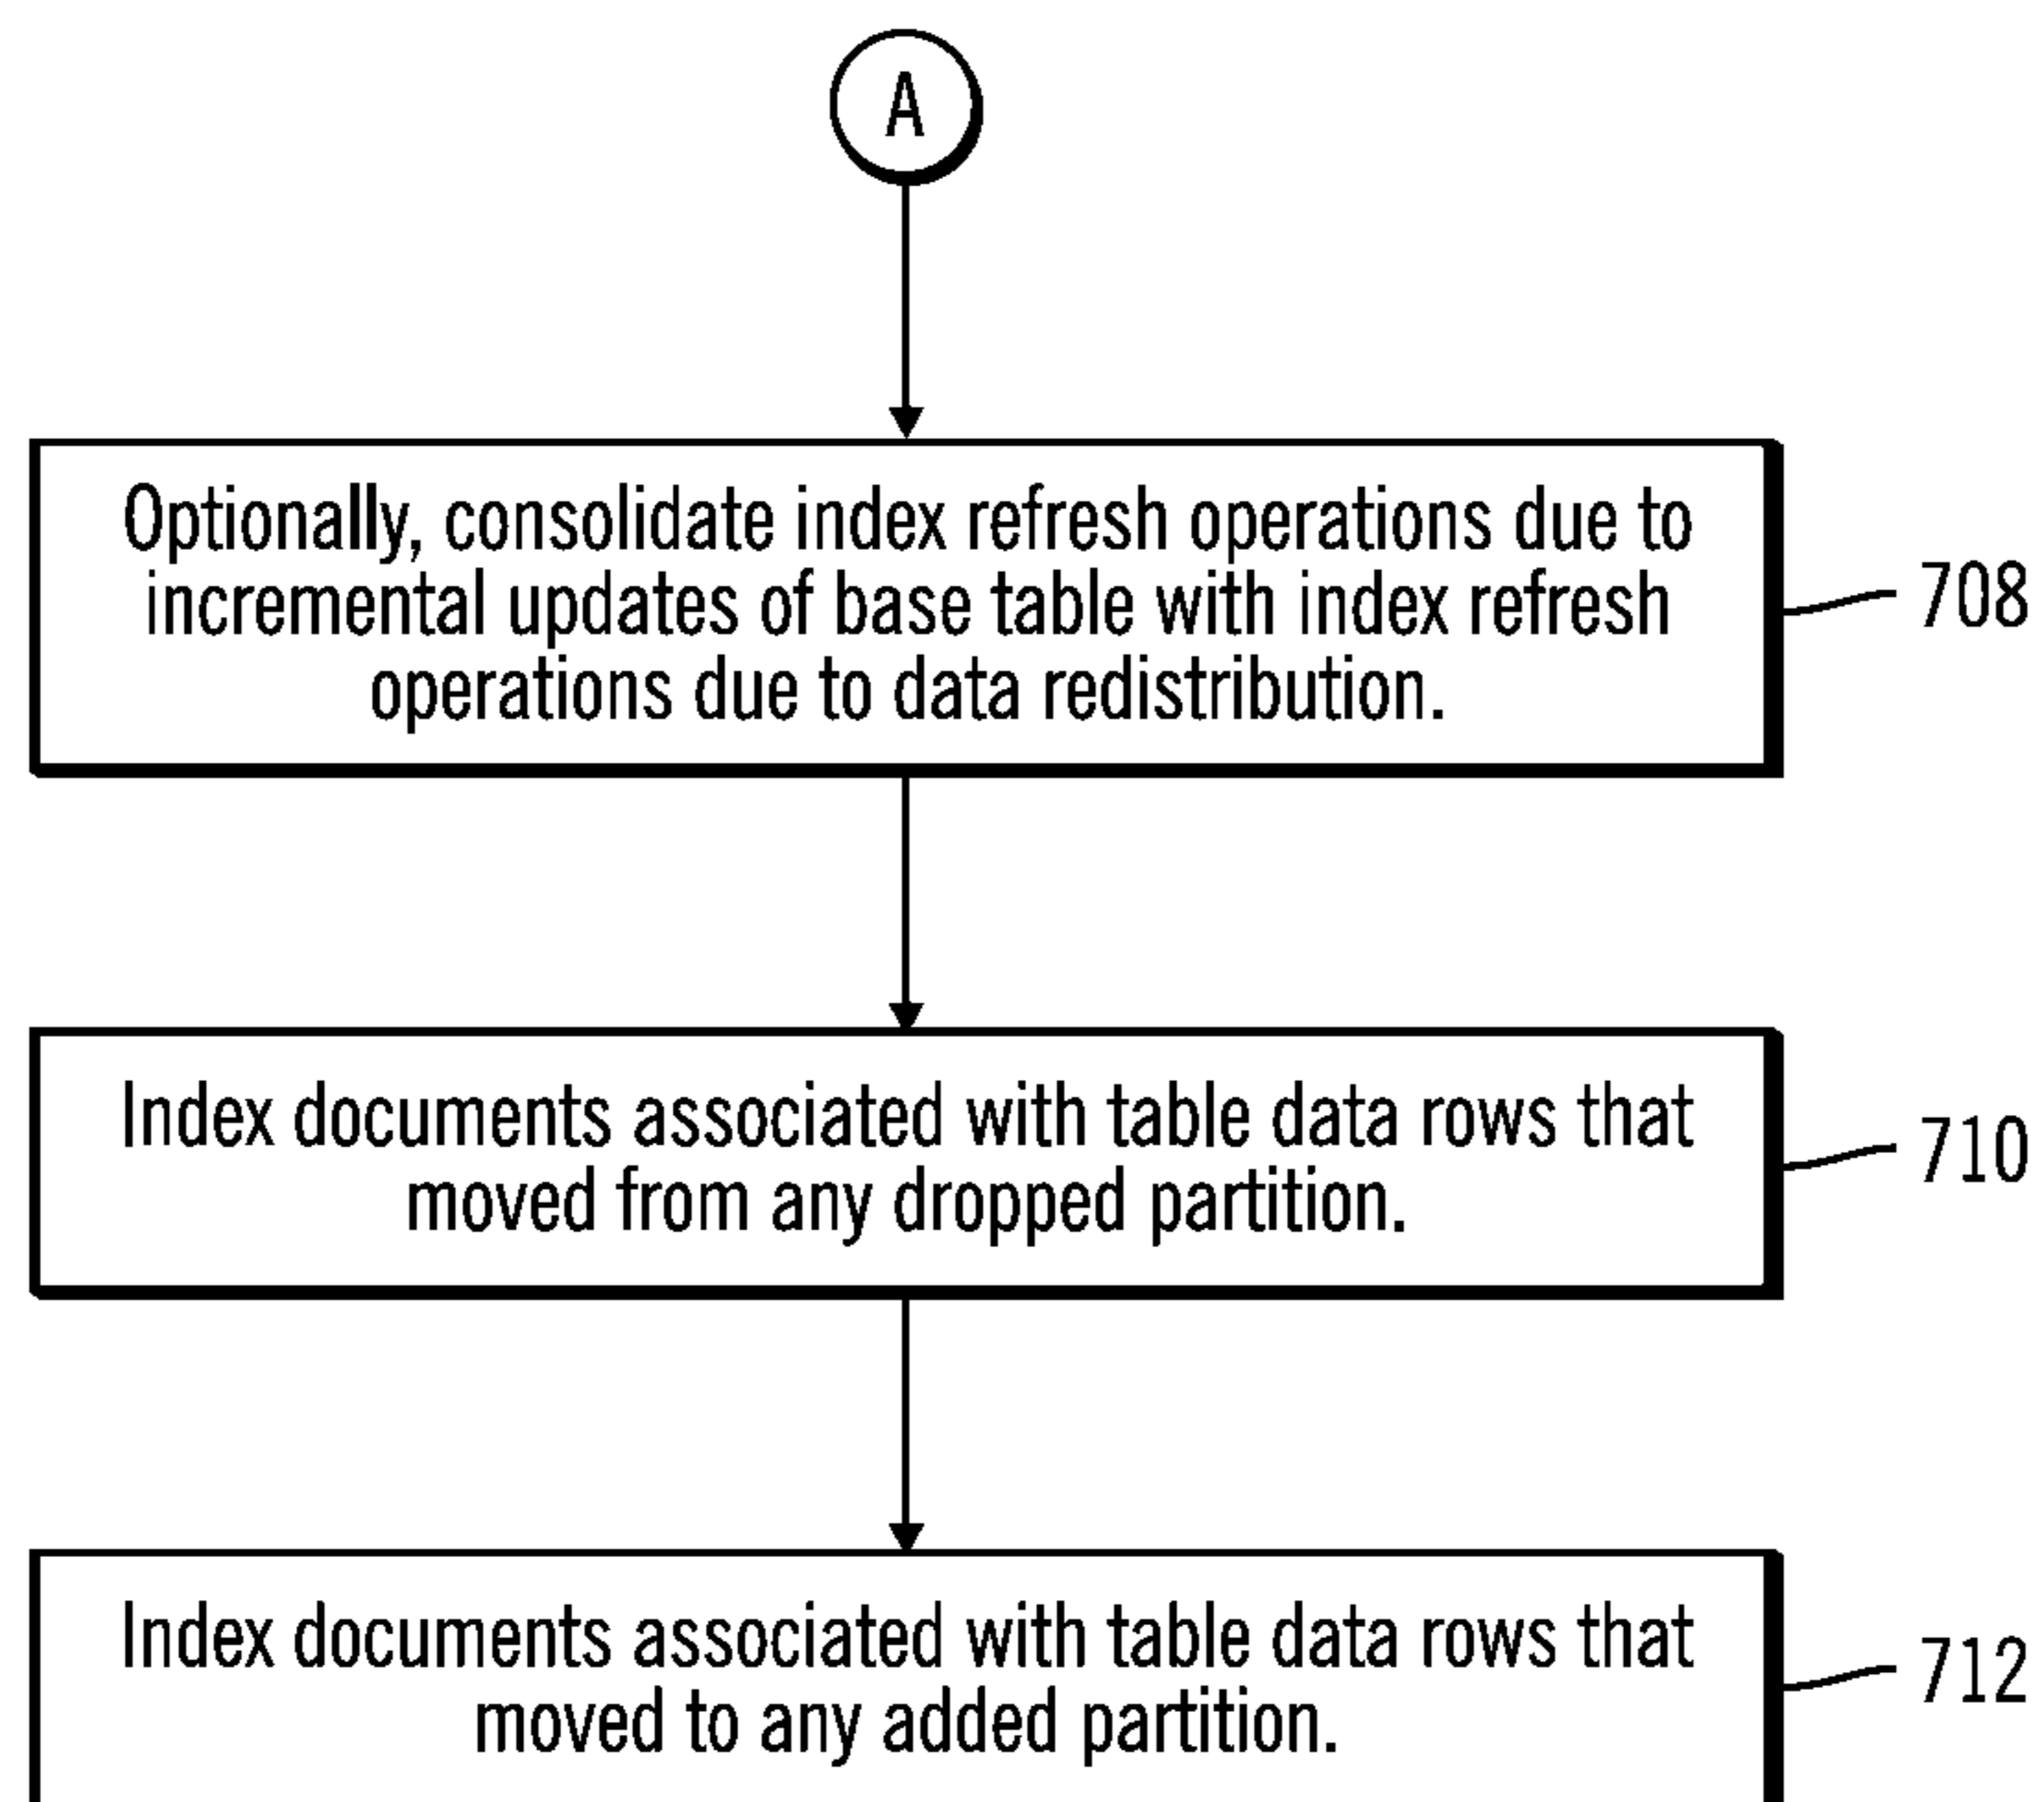 A
Optionally, consolidate index refresh operations due to
incremental updates of base table with index refresh
operations due to data redistribution.
708
Index documents associated with table data rows that
moved from any dropped partition.
710
Index documents associated with table data rows that
moved to any added partition.
712